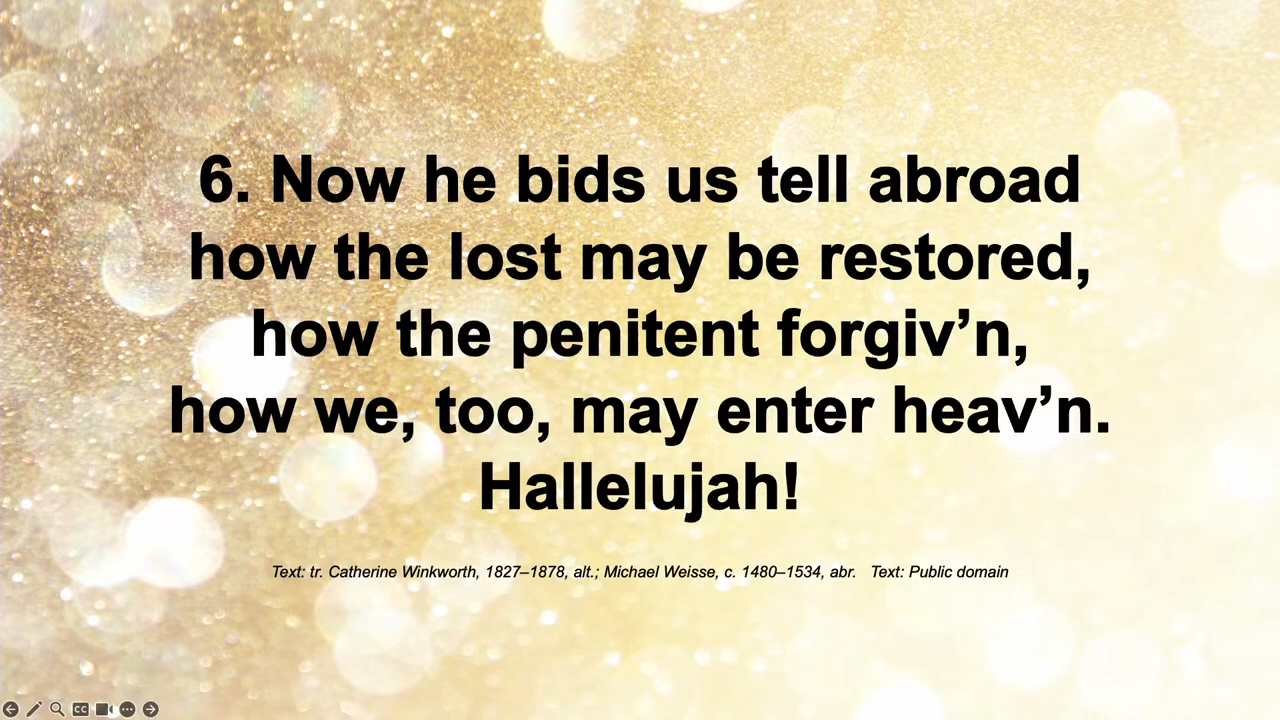 6. Now he bids us tell abroad
how the lost may be restored,
how the penitent forgiv’n,
how we, too, may enter heav’n.
Hallelujah!
Text: tr. Catherine Winkworth, 1827–1878, alt.; Michael Weisse, c. 1480–1534, abr.   Text: Public domain
CC